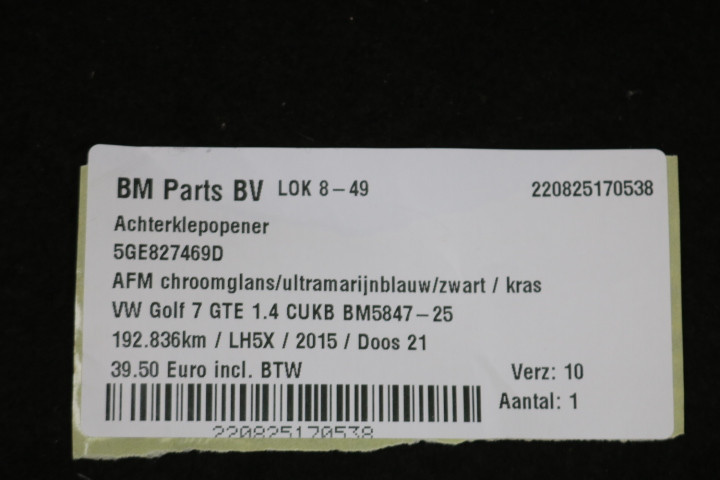 BM Parts BV LOK 8-49 220825170538
Achterklepopener
5GE827469D
AFM chroomglans/ultramarijnblauw/zwart / kras
VW Golf 7 GTE 1.4 CUKB BM5847-25
192.836km / LH5X / 2015 / Doos 21
39.50 Euro incl. BTW Verz: 10
Aantal: 1
220825170538